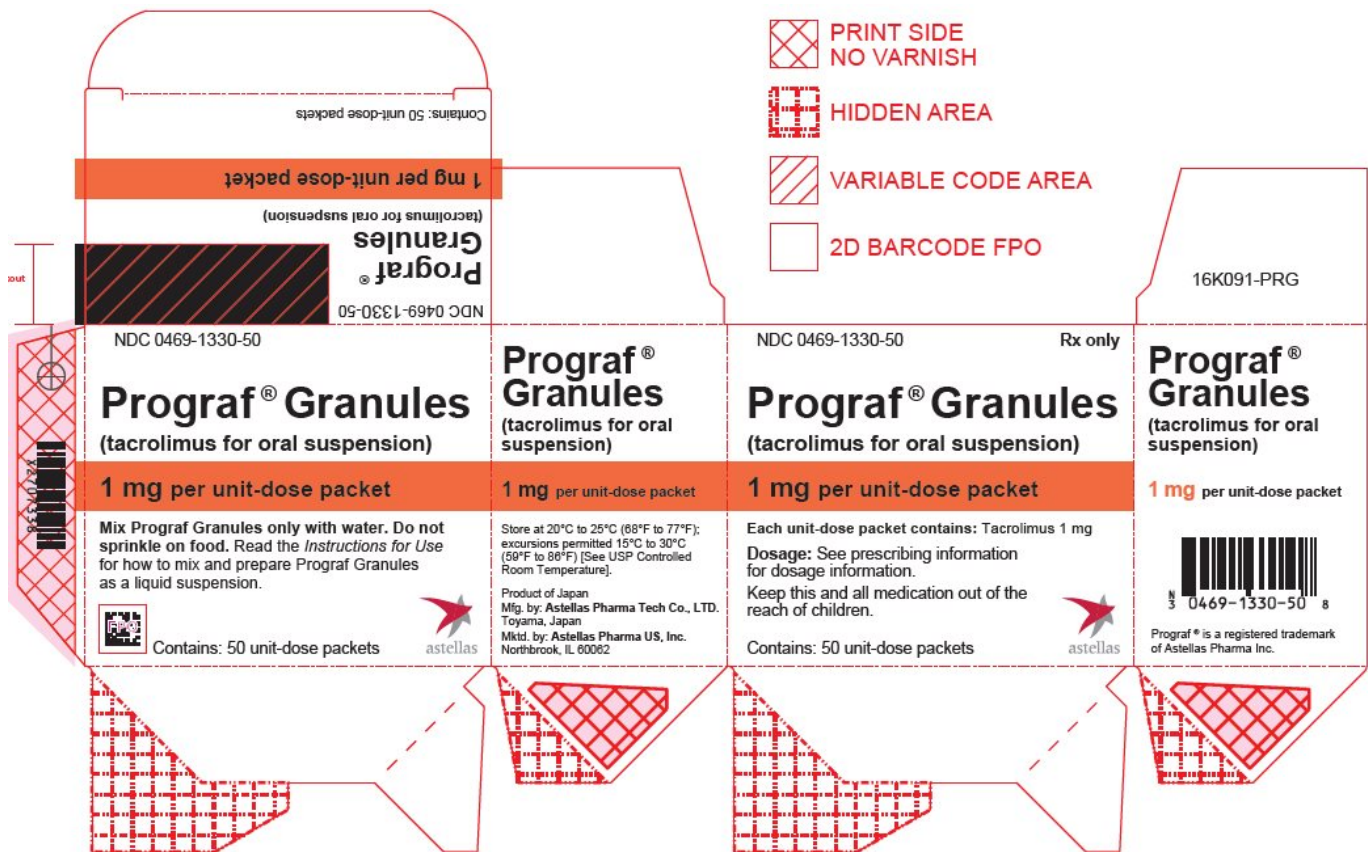 PRINT SIDE
NO VARNISH
HIDDEN AREA
VARIABLE CODE AREA
2D BARCODE FPO
Contains: 50 unit-dose packets
1 mg per unit-dose packet
(tacrolimus for oral suspension)
Prograf®
Granules
NDC 0469-1330-50
out
16K091-PRG
NDC 0469-1330-50
Prograf® Granules
(tacrolimus for oral suspension)
1 mg per unit-dose packet
Mix Prograf Granules only with water. Do not
sprinkle on food. Read the Instructions for Use
for how to mix and prepare Prograf Granules
as a liquid suspension.
FPO
Contains: 50 unit-dose packets
astellas
Prograf®
Granules
(tacrolimus for oral
suspension)
1 mg per unit-dose packet
Store at 20°C to 25°C (68°F to 77°F);
excursions permitted 15°C to 30°C
(59°F to 86°F) [See USP Controlled
Room Temperature].
Product of Japan
Mfg. by: Astellas Pharma Tech Co., LTD.
Toyama, Japan
Mktd. by: Astellas Pharma US, Inc.
Northbrook, IL 60062
NDC 0469-1330-50
Rx only
Prograf® Granules
(tacrolimus for oral suspension)
1 mg per unit-dose packet
Each unit-dose packet contains: Tacrolimus 1 mg
Dosage: See prescribing information
for dosage information.
Keep this and all medication out of the
reach of children.
Contains: 50 unit-dose packets
astellas
Prograf®
Granules
(tacrolimus for oral
suspension)
1 mg per unit-dose packet
N
3 0469-1330-50 8
Prograf® is a registered trademark
of Astellas Pharma Inc.